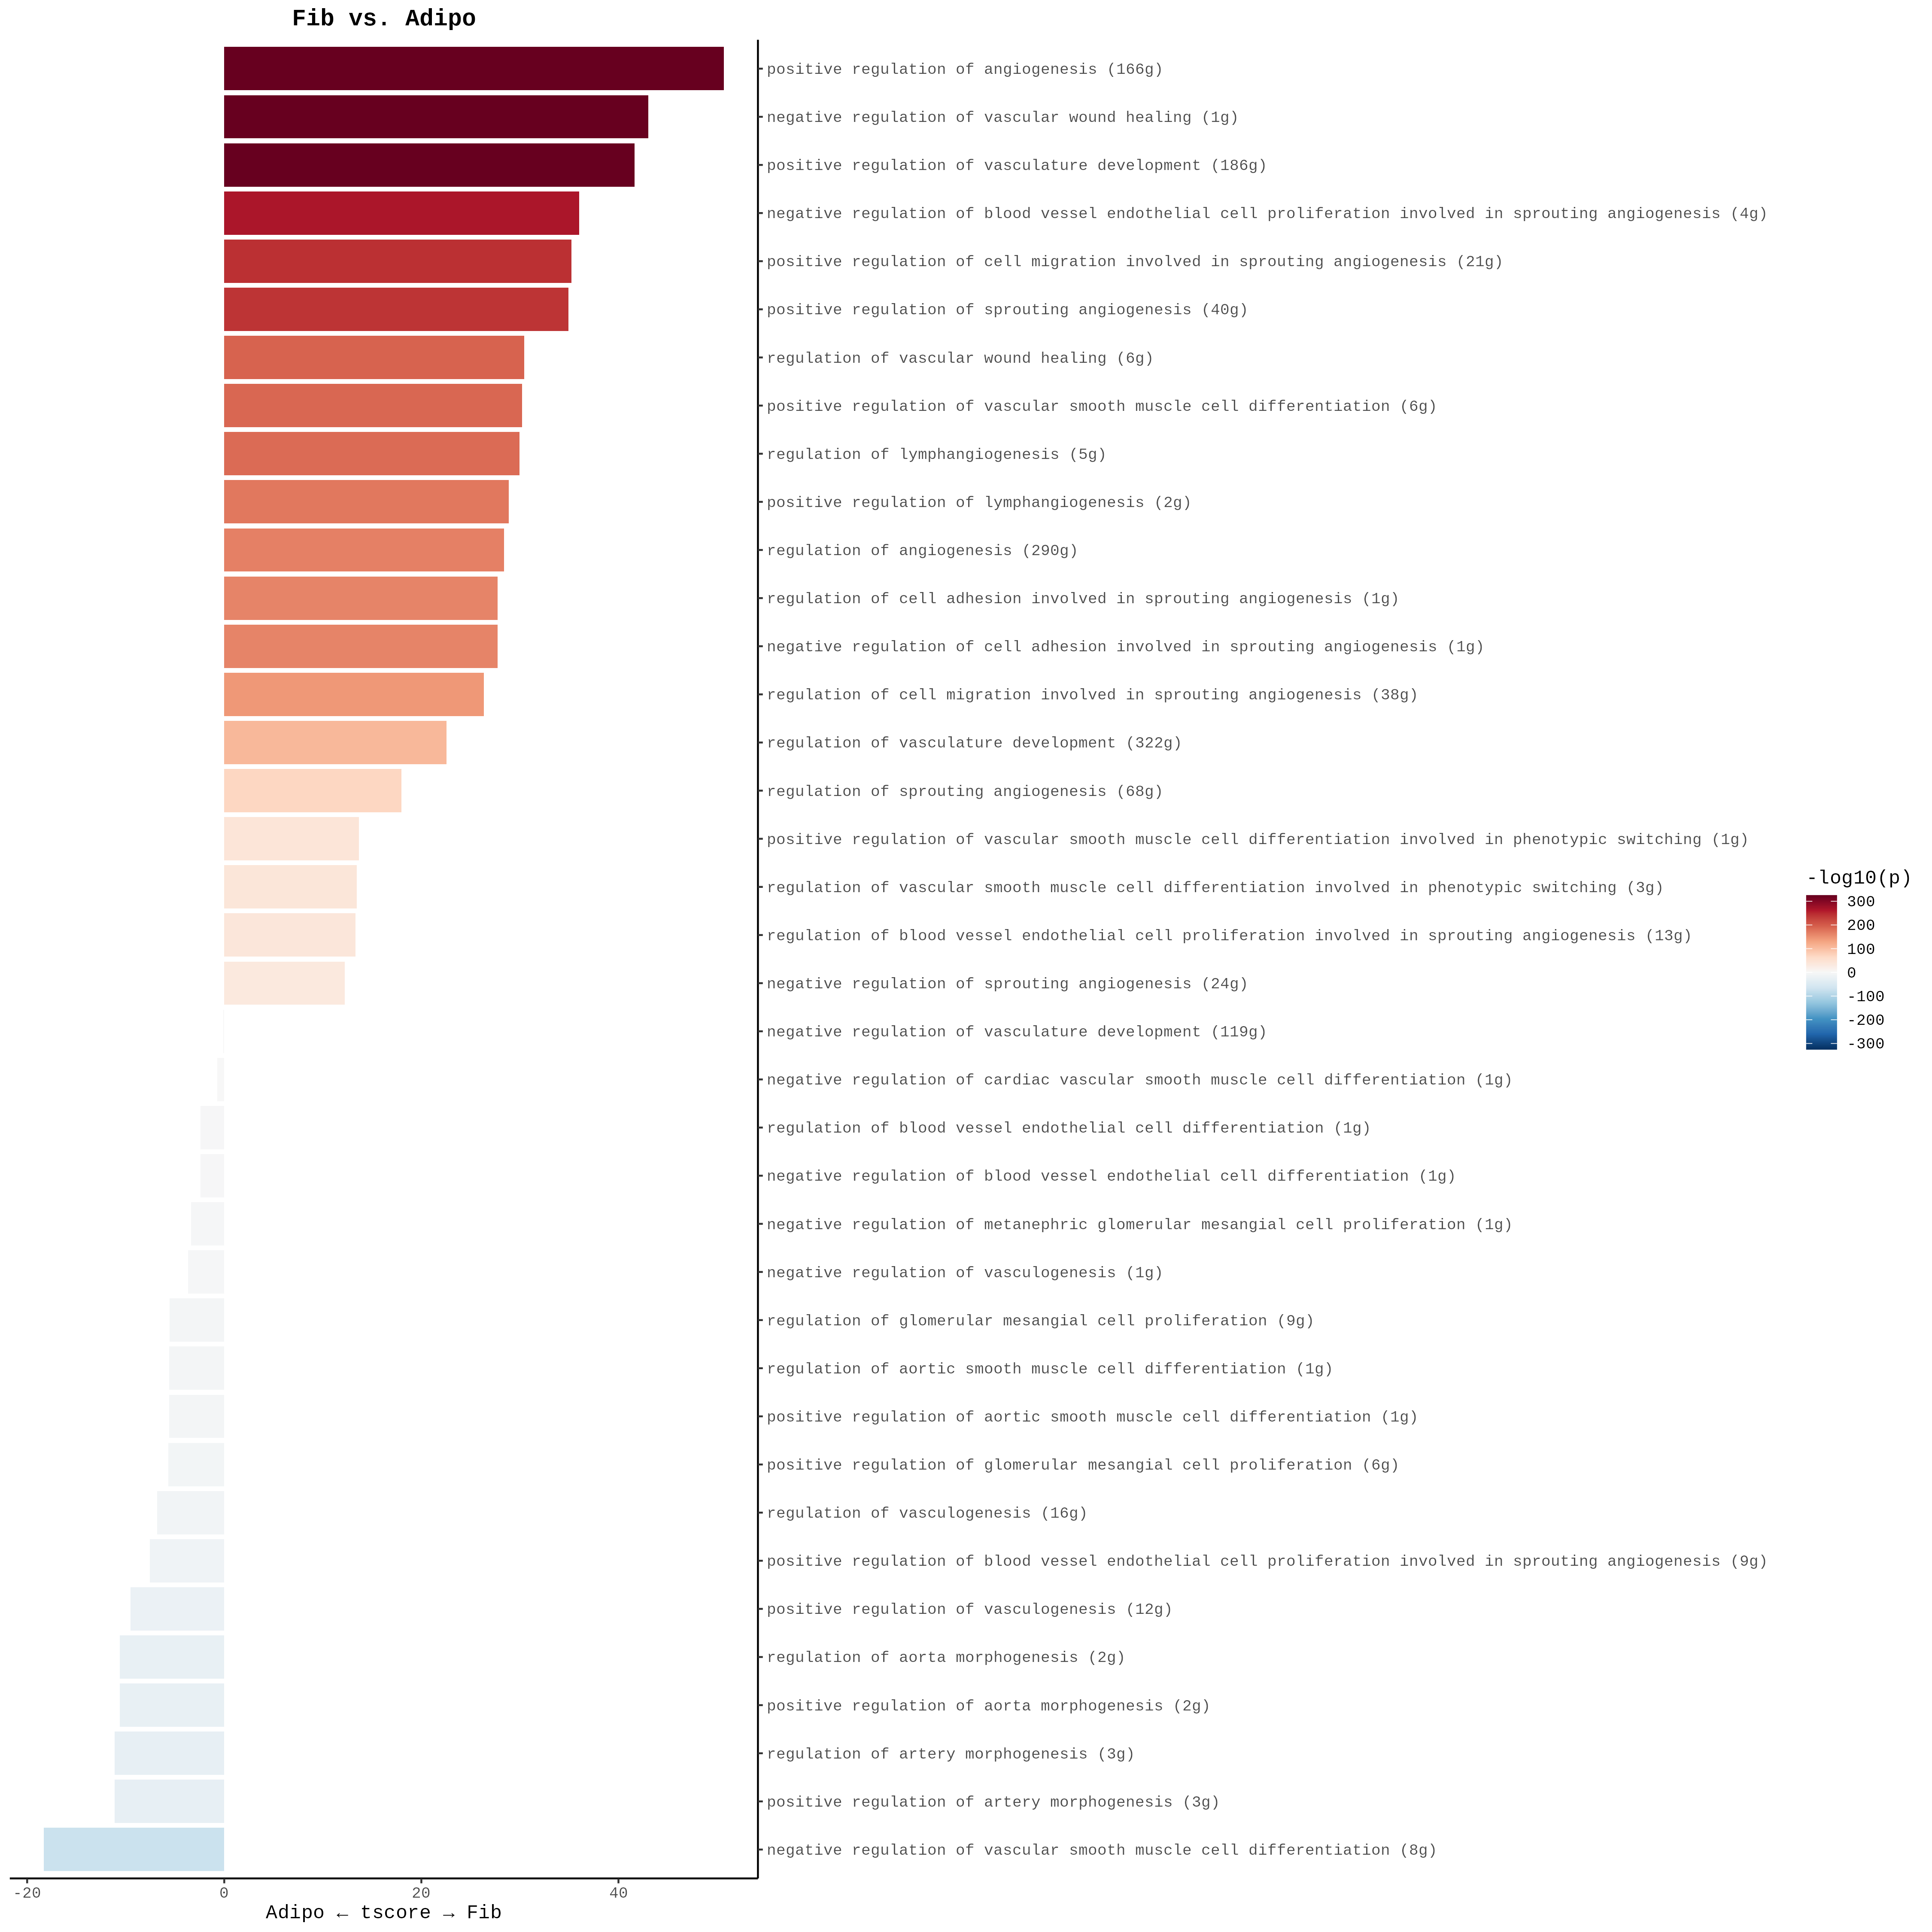 Fib vs. Adipo
positive regulation of angiogenesis (166g)
negative regulation of vascular wound healing (1g)
positive regulation of vasculature development (186g)
negative regulation of blood vessel endothelial cell proliferation involved in sprouting angiogenesis (4g)
positive regulation of cell migration involved in sprouting angiogenesis (21g)
positive regulation of sprouting angiogenesis (40g)
regulation of vascular wound healing (6g)
positive regulation of vascular smooth muscle cell differentiation (6g)
regulation of lymphangiogenesis (5g)
positive regulation of lymphangiogenesis (2g)
regulation of angiogenesis (290g)
regulation of cell adhesion involved in sprouting angiogenesis (1g)
negative regulation of cell adhesion involved in sprouting angiogenesis (1g)
regulation of cell migration involved in sprouting angiogenesis (38g)
regulation of vasculature development (322g)
regulation of sprouting angiogenesis (68g)
positive regulation of vascular smooth muscle cell differentiation involved in phenotypic switching (1g)
regulation of vascular smooth muscle cell differentiation involved in phenotypic switching (3g)
regulation of blood vessel endothelial cell proliferation involved in sprouting angiogenesis (13g)
negative regulation of sprouting angiogenesis (24g)
negative regulation of vasculature development (119g)
negative regulation of cardiac vascular smooth muscle cell differentiation (1g)
regulation of blood vessel endothelial cell differentiation (1g)
negative regulation of blood vessel endothelial cell differentiation (1g)
negative regulation of metanephric glomerular mesangial cell proliferation (1g)
negative regulation of vasculogenesis (1g)
regulation of glomerular mesangial cell proliferation (9g)
regulation of aortic smooth muscle cell differentiation (1g)
positive regulation of aortic smooth muscle cell differentiation (1g)
positive regulation of glomerular mesangial cell proliferation (6g)
regulation of vasculogenesis (16g)
positive regulation of blood vessel endothelial cell proliferation involved in sprouting angiogenesis (9g)
positive regulation of vasculogenesis (12g)
regulation of aorta morphogenesis (2g)
positive regulation of aorta morphogenesis (2g)
regulation of artery morphogenesis (3g)
positive regulation of artery morphogenesis (3g)
negative regulation of vascular smooth muscle cell differentiation (8g)
-20 0 20 40
Adipo ← tscore → Fib
-log10(p)
300
200
100
0
-100
-200
-300